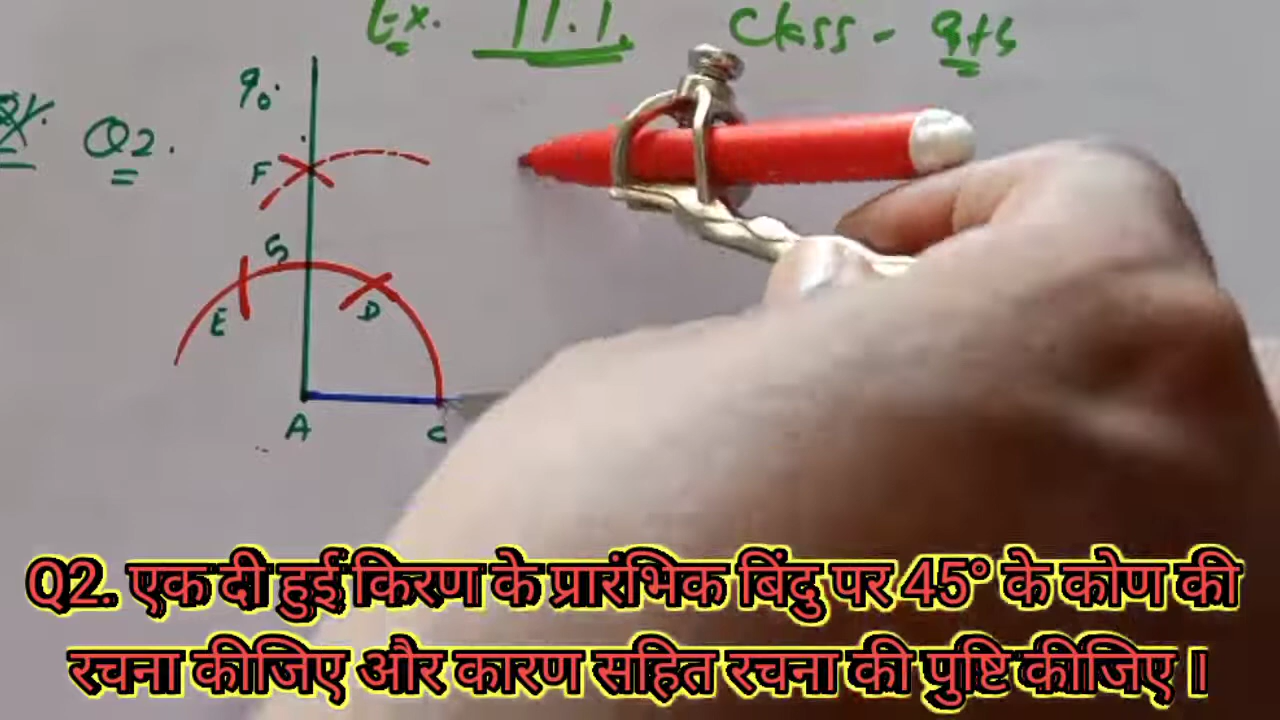 Ex. 11.1. Class - 9th
90°
Q2.
F
S
E D
A C
Q2. एक दी हुई किरण के प्रारंभिक बिंदु पर 45° के कोण की
रचना कीजिए और कारण सहित रचना की पुष्टि कीजिए ।